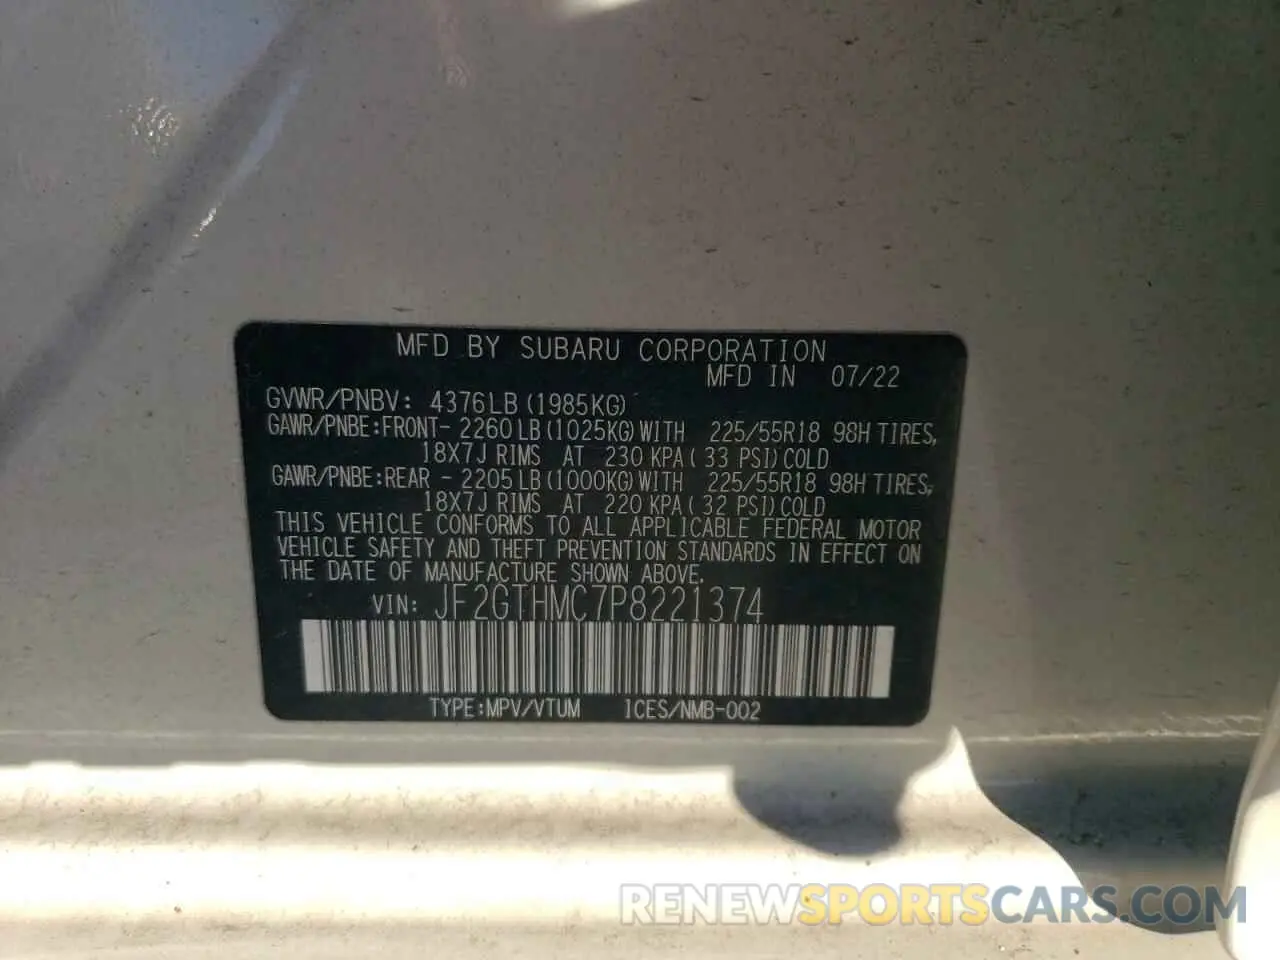 MFD BY SUBARU CORPORATION
MFD IN 07/22
GVWR/PNBV: 4376LB (1985KG)
GAWR/PNBE:FRONT- 2260LB(1025KG)WITH 225/55R18 98H TIRES,
18X7J RIMS AT 230 KPA( 33 PSI)COLD
GAWR/PNBE:REAR - 2205LB(1000KG)WITH 225/55R18 98H TIRES,
18X7J RIMS AT 220 KPA( 32 PSI)COLD
THIS VEHICLE CONFORMS TO ALL APPLICABLE FEDERAL MOTOR
VEHICLE SAFETY AND THEFT PREVENTION STANDARDS IN EFFECT ON
THE DATE OF MANUFACTURE SHOWN ABOVE.
VIN: JF2GTHMC7P8221374
TYPE:MPV/VTUM ICES/NMB-002
RENEWSPORTSCARS.COM